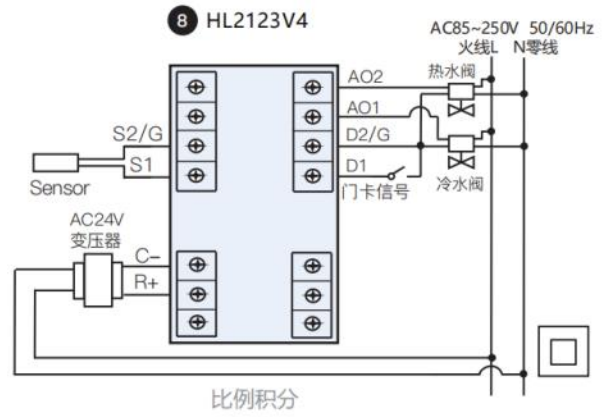 8 HL2123V4
AC85~250V 50/60Hz
火线L N零线
AO2
热水阀
AO1
S2/G
D2/G
S1
D1
Sensor
门卡信号
冷水阀
AC24V
变压器
C-
R+
比例积分